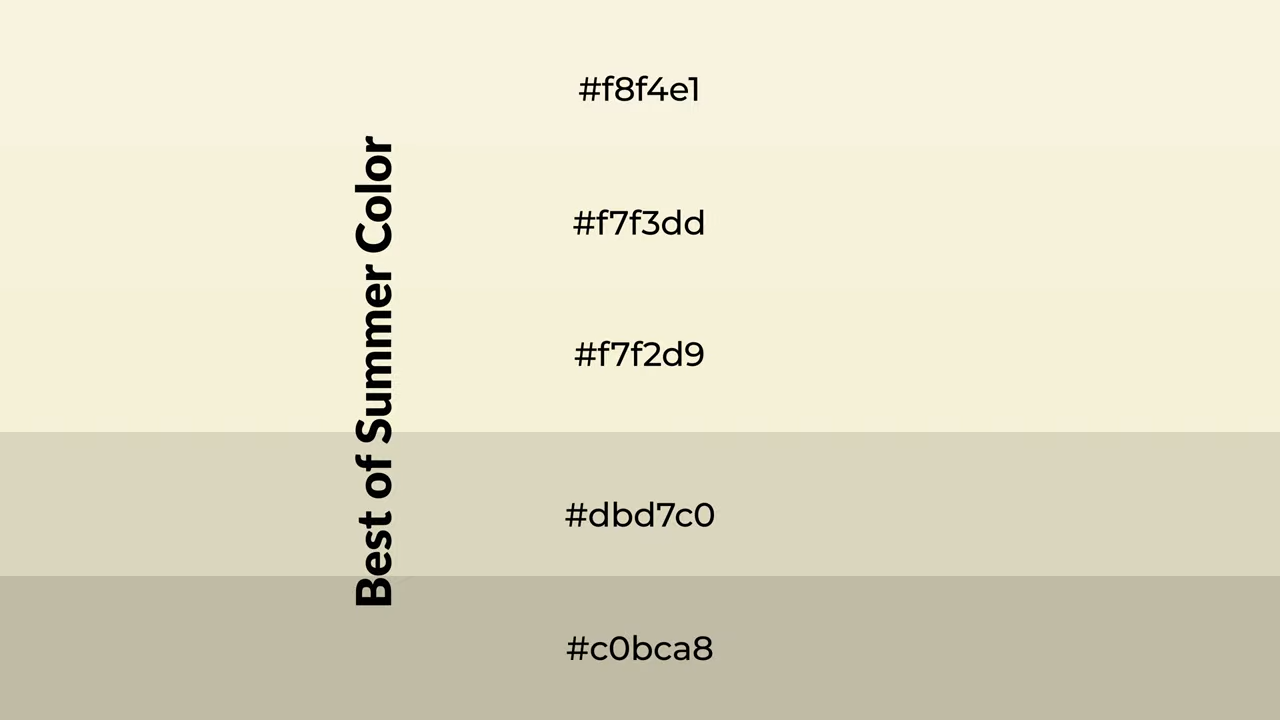 Best of Summer Color
#f8f4e1
#f7f3dd
#f7f2d9
#dbd7c0
#c0bca8